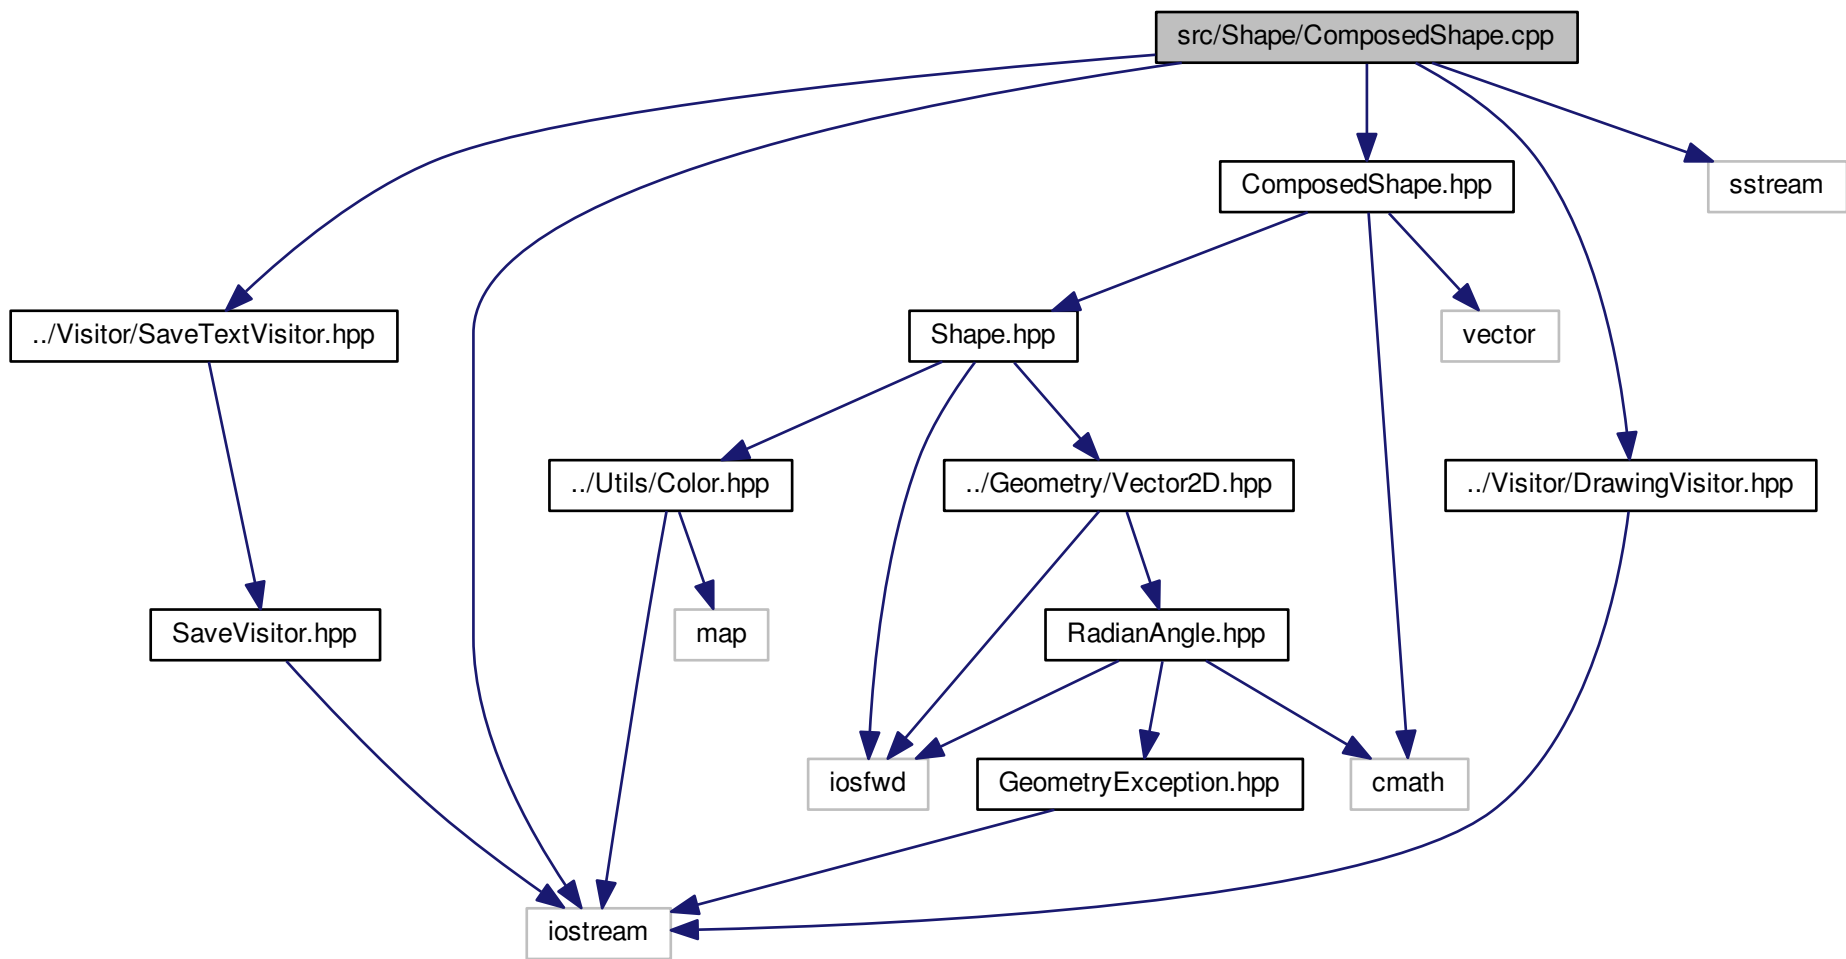 src/Shape/ComposedShape.cpp
ComposedShape.hpp
sstream
../Visitor/SaveTextVisitor.hpp
Shape.hpp
vector
../Utils/Color.hpp
../Geometry/Vector2D.hpp
../Visitor/DrawingVisitor.hpp
SaveVisitor.hpp
map
RadianAngle.hpp
iosfwd
GeometryException.hpp
cmath
iostream